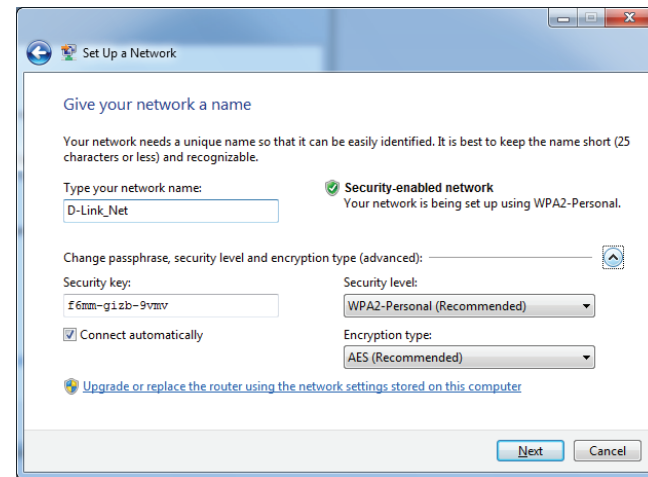 Set Up a Network
Give your network a name
Your network needs a unique name so that it can be easily identified. It is best to keep the name short (25
characters or less) and recognizable.
Type your network name:
D-Link_Net
Security-enabled network
Your network is being set up using WPA2-Personal.
Change passphrase, security level and encryption type (advanced):
Security key:
f6mm-gizb-9vmv
Security level:
WPA2-Personal (Recommended)
Connect automatically
Encryption type:
AES (Recommended)
Upgrade or replace the router using the network settings stored on this computer
Next
Cancel